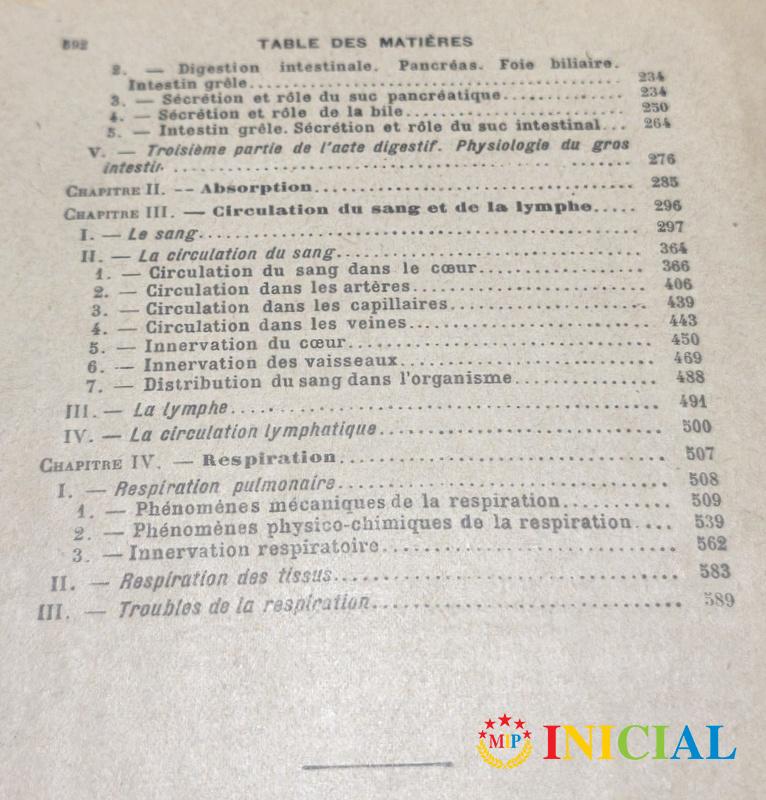 592 TABLE DES MATIÈRES
2. — Digestion intestinale. Pancréas. Foie biliaire.
Intestin grêle........ 234
3. — Sécrétion et rôle du suc pancréatique........ 234
4. — Sécrétion et rôle de la bile........ 250
5. — Intestin grêle. Sécrétion et rôle du suc intestinal... 264
V. — Troisième partie de l'acte digestif. Physiologie du gros
intestin........ 276
CHAPITRE II. -- Absorption........ 285
CHAPITRE III. — Circulation du sang et de la lymphe..... 296
I. — Le sang........ 297
II. — La circulation du sang........ 364
1. — Circulation du sang dans le cœur........ 366
2. — Circulation dans les artères........ 406
3. — Circulation dans les capillaires........ 439
4. — Circulation dans les veines........ 443
5. — Innervation du cœur........ 450
6. — Innervation des vaisseaux........ 469
7. — Distribution du sang dans l'organisme........ 488
III. — La lymphe........ 491
IV. — La circulation lymphatique........ 500
CHAPITRE IV. — Respiration........ 507
I. — Respiration pulmonaire........ 508
1. — Phénomènes mécaniques de la respiration........ 509
2. — Phénomènes physico-chimiques de la respiration.... 539
3. — Innervation respiratoire........ 562
II. — Respiration des tissus........ 583
III. — Troubles de la respiration........ 589
MIP INICIAL